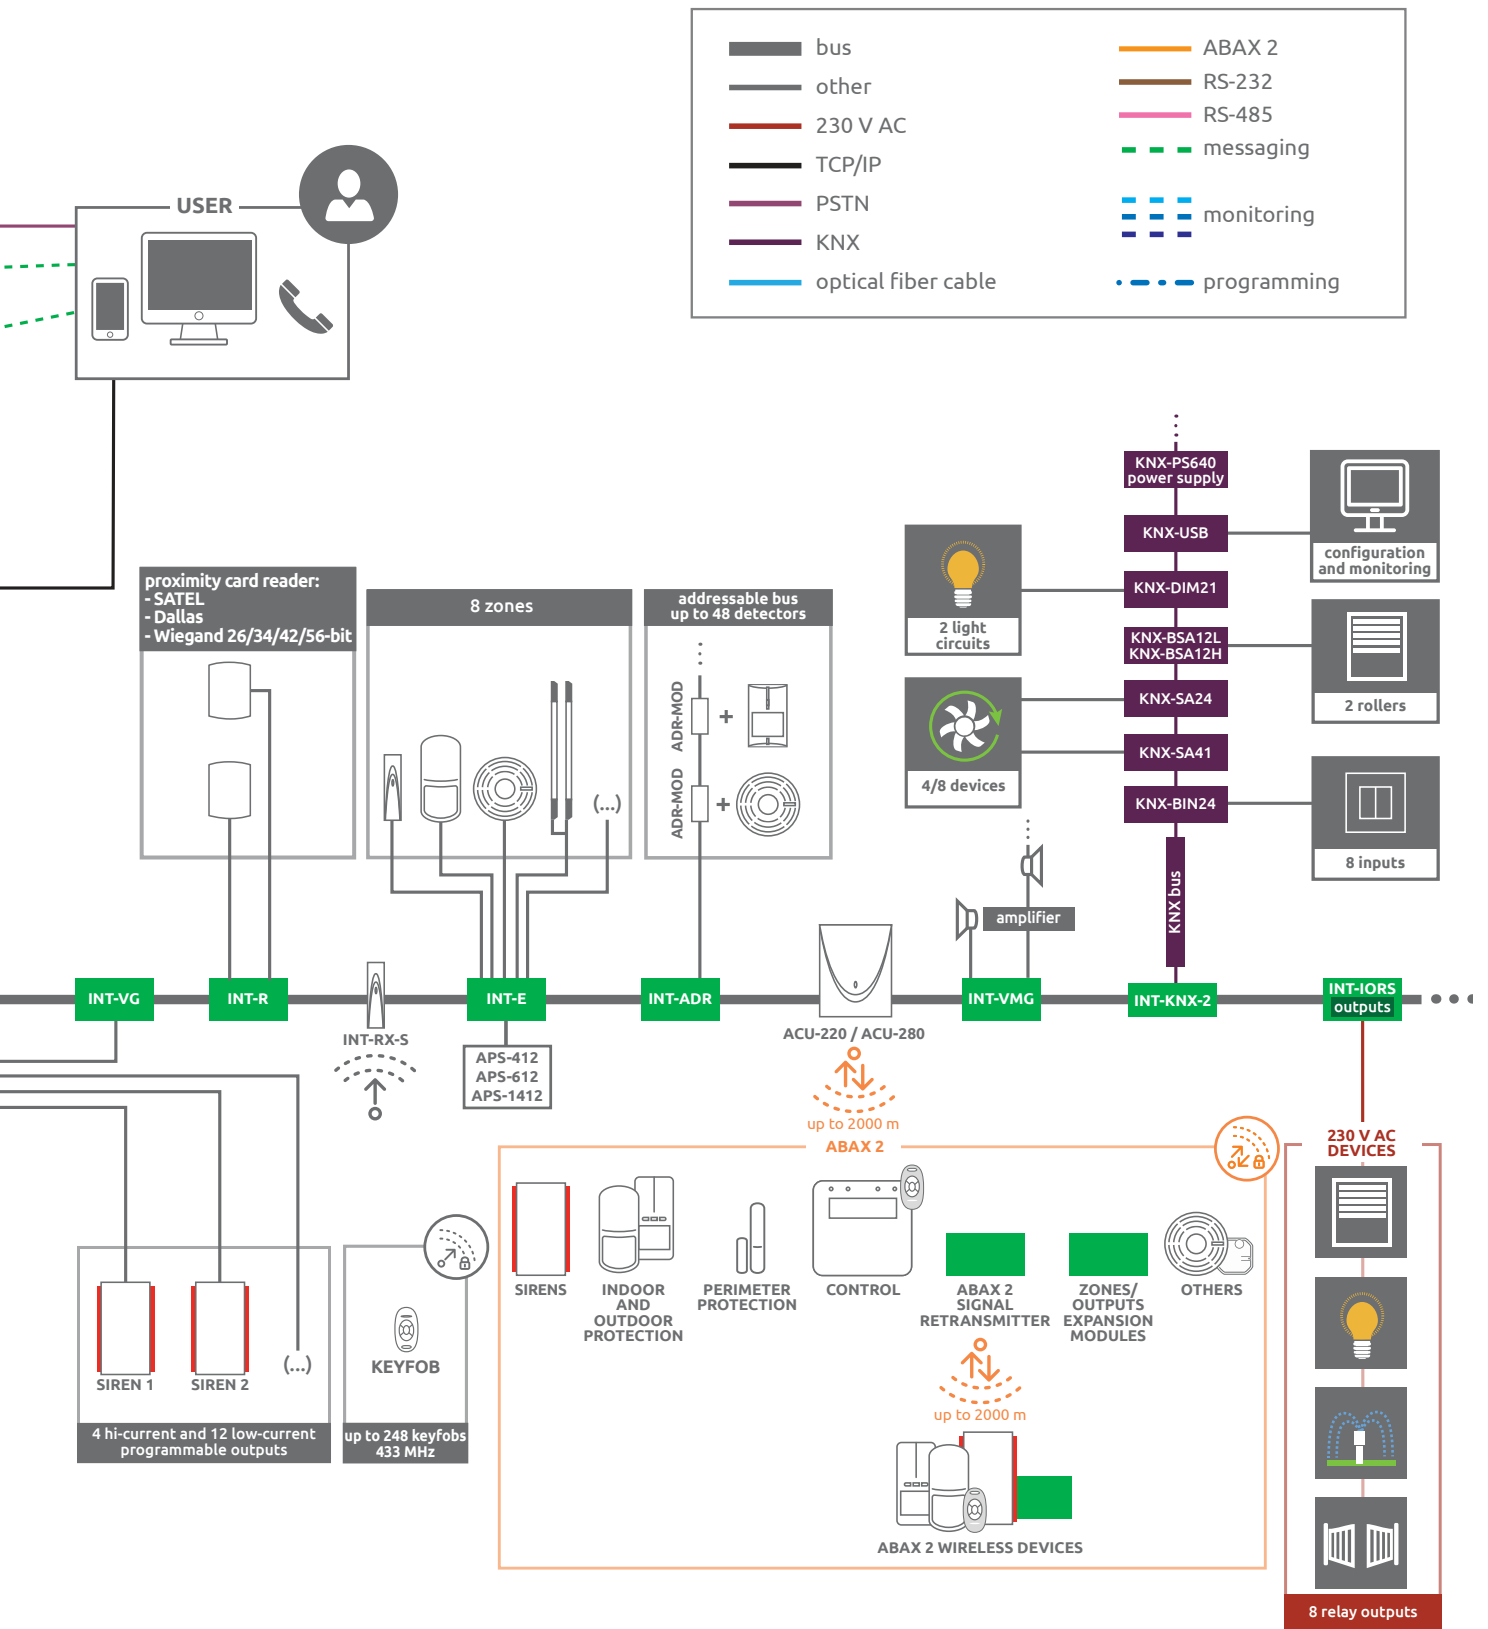 bus
other
230 V AC
TCP/IP
PSTN
KNX
optical fiber cable
ABAX 2
RS-232
RS-485
messaging
monitoring
programming
USER
KNX-PS640
power supply
KNX-USB
KNX-DIM21
KNX-BSA12L
KNX-BSA12H
KNX-SA24
KNX-SA41
KNX-BIN24
KNX bus
configuration
and monitoring
2 light
circuits
2 rollers
4/8 devices
8 inputs
proximity card reader:
- SATEL
- Dallas
- Wiegand 26/34/42/56-bit
8 zones
(...)
addressable bus
up to 48 detectors
ADR-MOD
+
ADR-MOD
+
amplifier
INT-VG
INT-R
INT-RX-S
INT-E
APS-412
APS-612
APS-1412
INT-ADR
ACU-220 / ACU-280
INT-VMG
INT-KNX-2
INT-IORS
outputs
up to 2000 m
ABAX 2
SIRENS
INDOOR
AND
OUTDOOR
PROTECTION
PERIMETER
PROTECTION
CONTROL
ABAX 2
SIGNAL
RETRANSMITTER
ZONES/
OUTPUTS
EXPANSION
MODULES
OTHERS
up to 2000 m
ABAX 2 WIRELESS DEVICES
230 V AC
DEVICES
8 relay outputs
SIREN 1
SIREN 2
(...)
4 hi-current and 12 low-current
programmable outputs
KEYFOB
up to 248 keyfobs
433 MHz